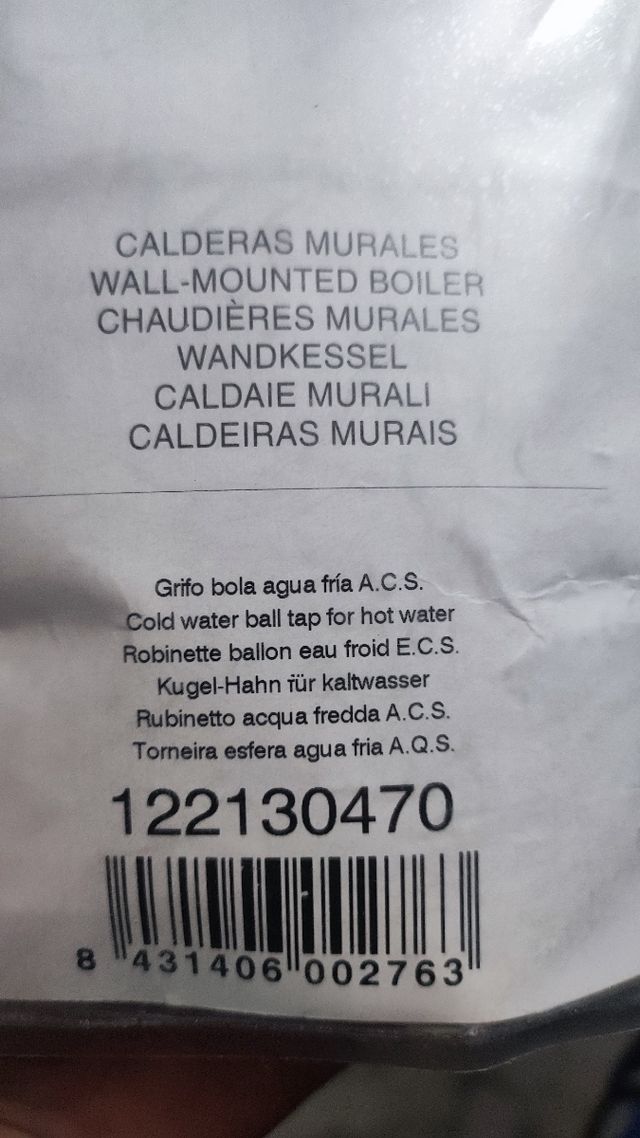 CALDERAS MURALES
WALL-MOUNTED BOILER
CHAUDIÈRES MURALES
WANDKESSEL
CALDAIE MURALI
CALDEIRAS MURAIS
Grifo bola agua fría A.C.S.
Cold water ball tap for hot water
Robinette ballon eau froid E.C.S.
Kugel-Hahn für kaltwasser
Rubinetto acqua fredda A.C.S.
Torneira esfera agua fria A.Q.S.
122130470
8 431406 002763